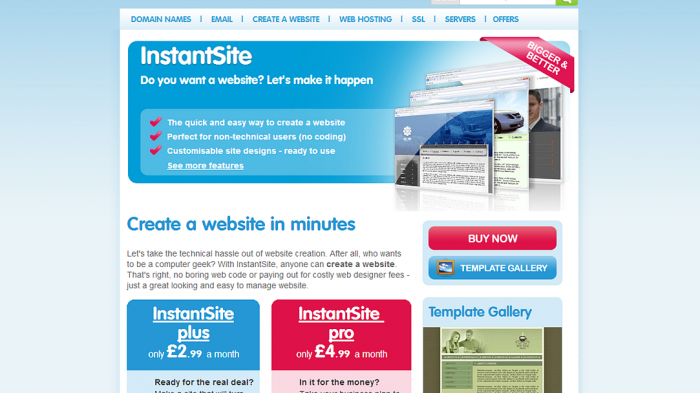 DOMAIN NAMES | EMAIL | CREATE A WEBSITE | WEB HOSTING | SSL | SERVERS | OFFERS
InstantSite
BIGGER &
BETTER
Do you want a website? Let's make it happen
The quick and easy way to create a website
Perfect for non-technical users (no coding)
Customisable site designs - ready to use
See more features
Create a website in minutes
Let's take the technical hassle out of website creation. After all, who wants
to be a computer geek? With InstantSite, anyone can create a website.
That's right, no boring web code or paying out for costly web designer fees -
just a great looking and easy to manage website.
BUY NOW
TEMPLATE GALLERY
InstantSite
plus
only £2.99 a month
Ready for the real deal?
InstantSite
pro
only £4.99 a month
In it for the money?
Template Gallery